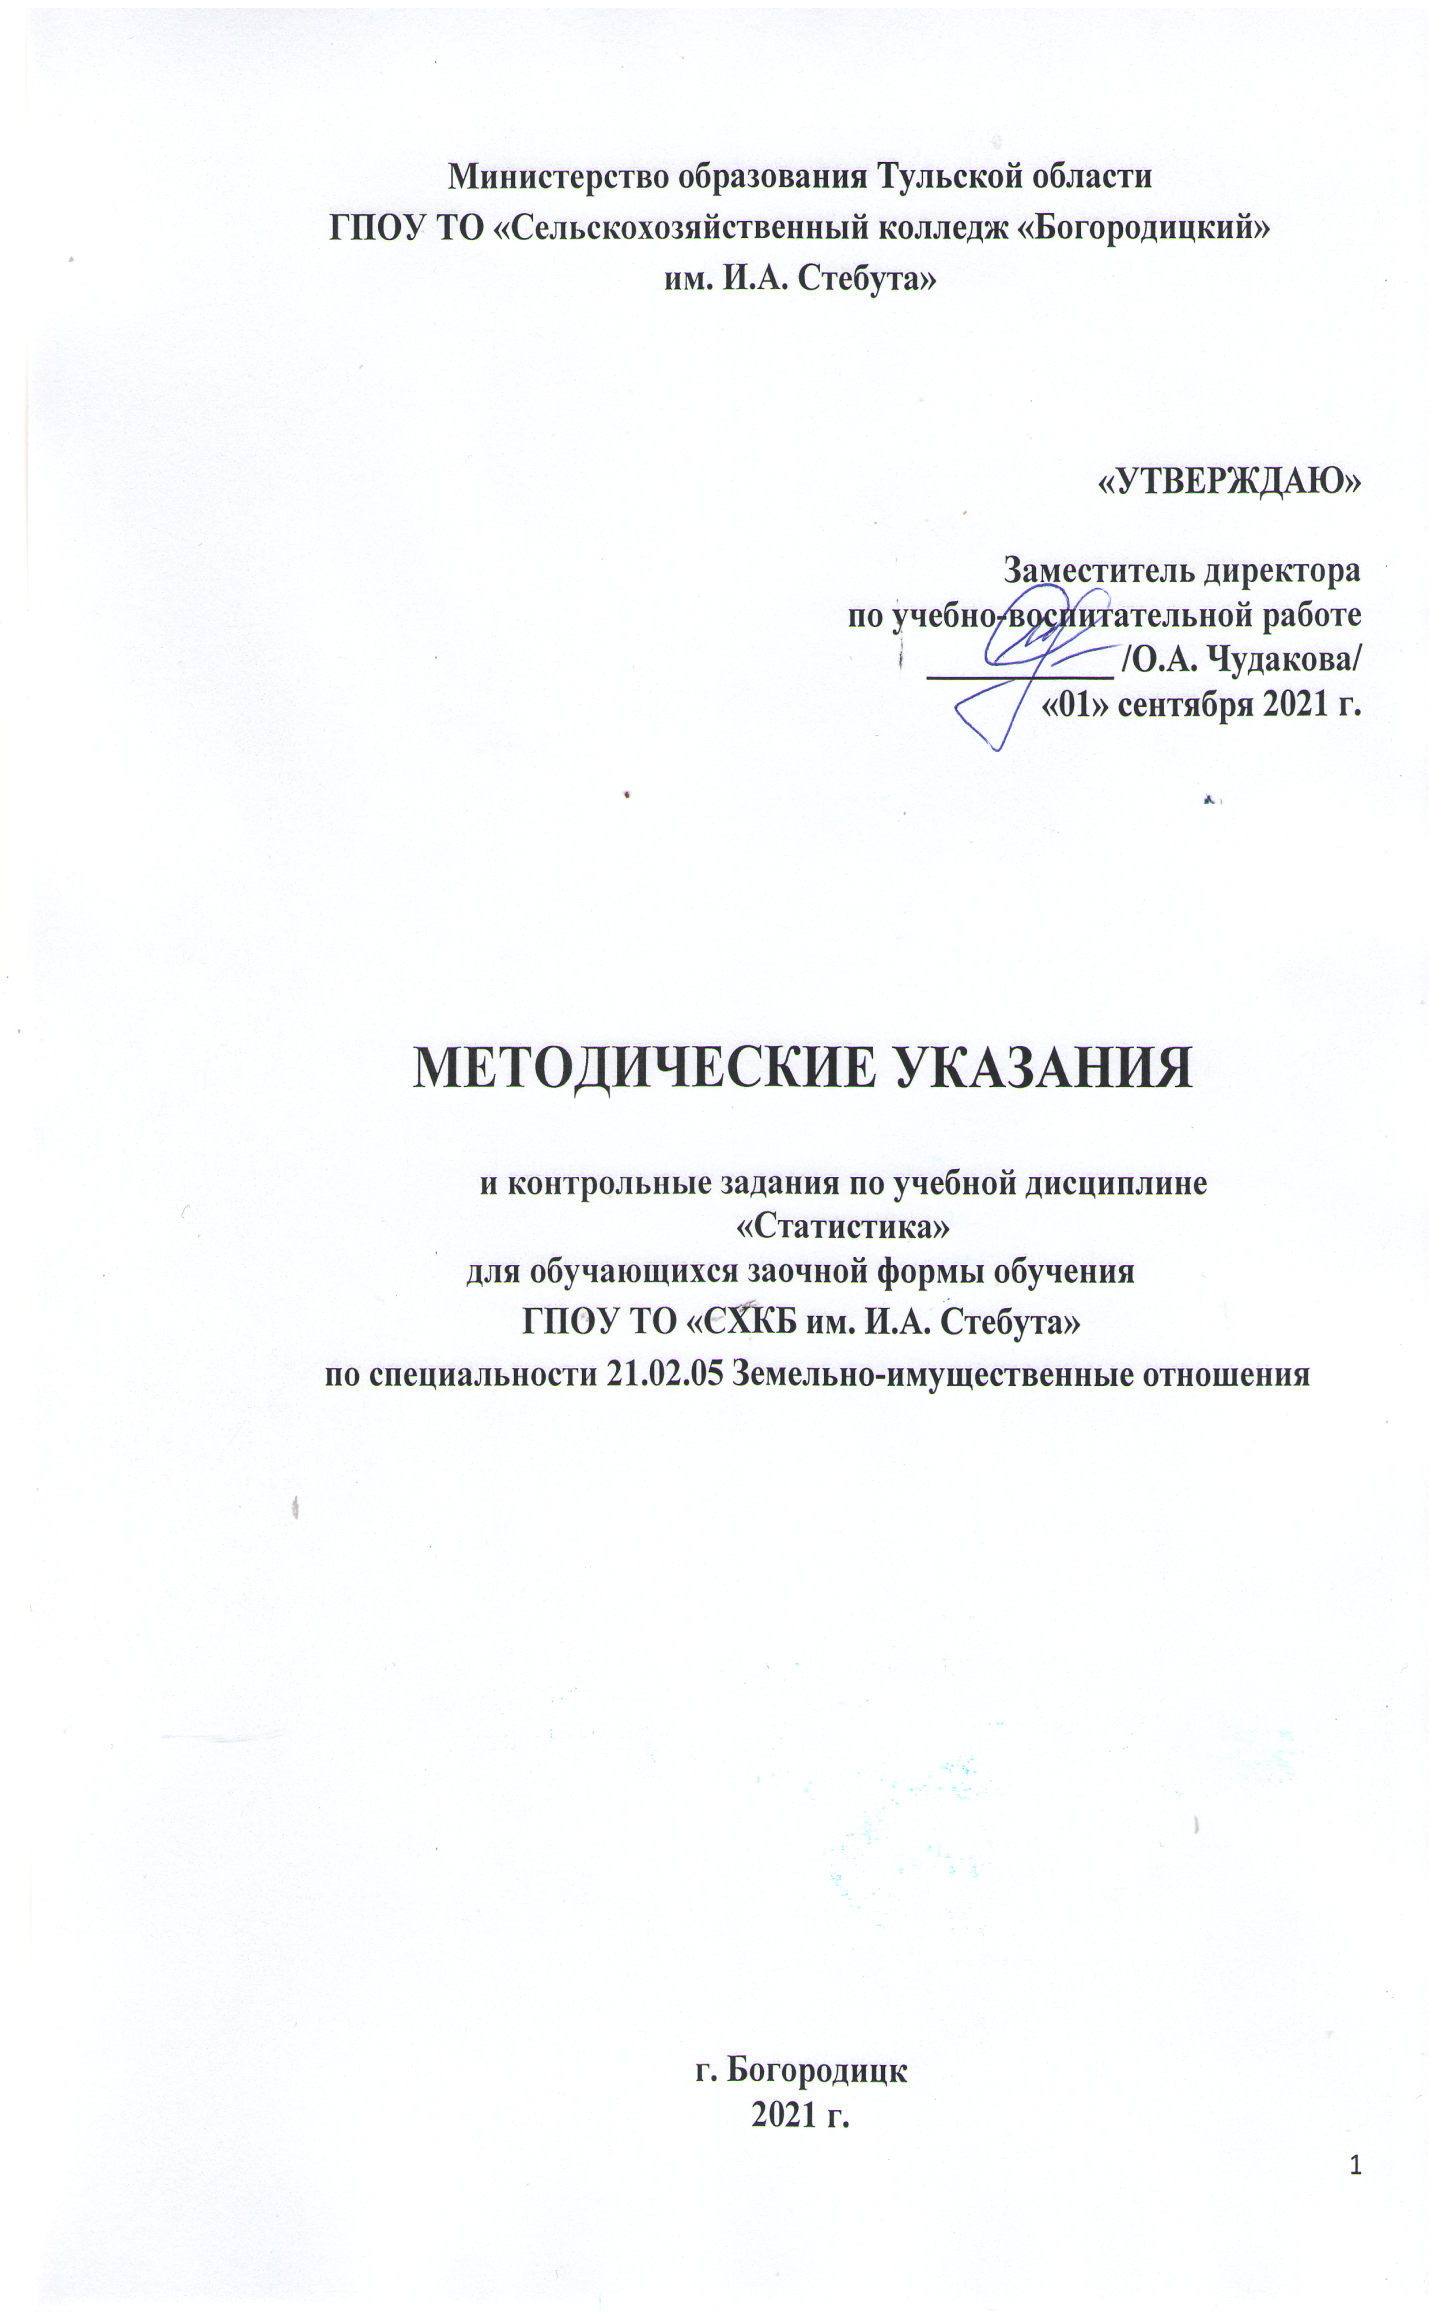 Министерство образования Тульской области
ГПОУ ТО «Сельскохозяйственный колледж «Богородицкий»
им. И.А. Стебута»
«УТВЕРЖДАЮ»
Заместитель директора
по учебно-воспитательной работе
____________ /О.А. Чудакова/
«01» сентября 2021 г.
МЕТОДИЧЕСКИЕ УКАЗАНИЯ
и контрольные задания по учебной дисциплине
«Статистика»
для обучающихся заочной формы обучения
ГПОУ ТО «СХКБ им. И.А. Стебута»
по специальности 21.02.05 Земельно-имущественные отношения
г. Богородицк
2021 г.
1